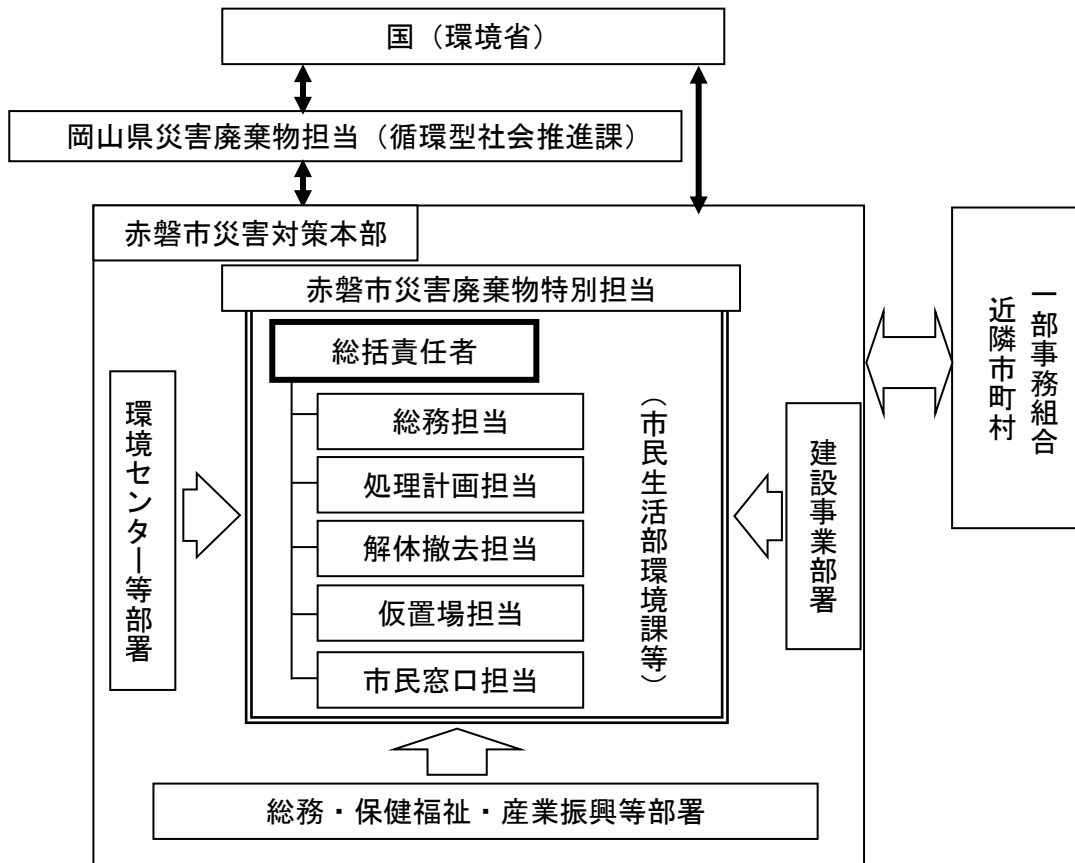 国（環境省）
岡山県災害廃棄物担当（循環型社会推進課）
赤磐市災害対策本部
赤磐市災害廃棄物特別担当
総括責任者
総務担当
処理計画担当
解体撤去担当
仮置場担当
市民窓口担当
（市民生活部環境課等）
環境センター等部署
建設事業部署
一部事務組合
近隣市町村
総務・保健福祉・産業振興等部署